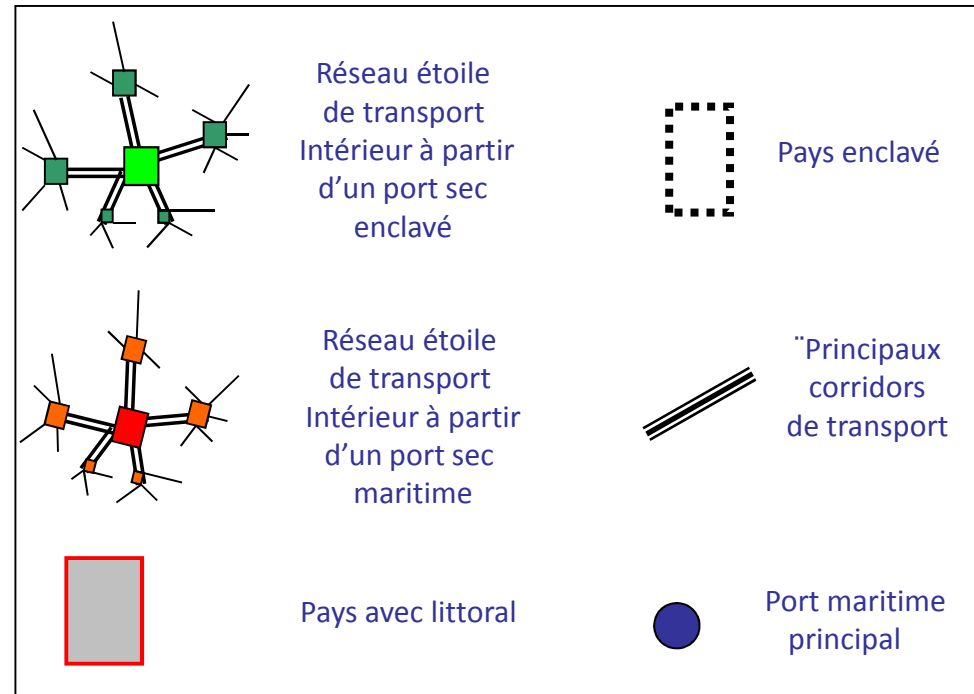 Réseau étoile
de transport
Intérieur à partir
d'un port sec
enclavé
Pays enclavé
Réseau étoile
de transport
Intérieur à partir
d'un port sec
maritime
¨Principaux
corridors
de transport
Pays avec littoral
Port maritime
principal